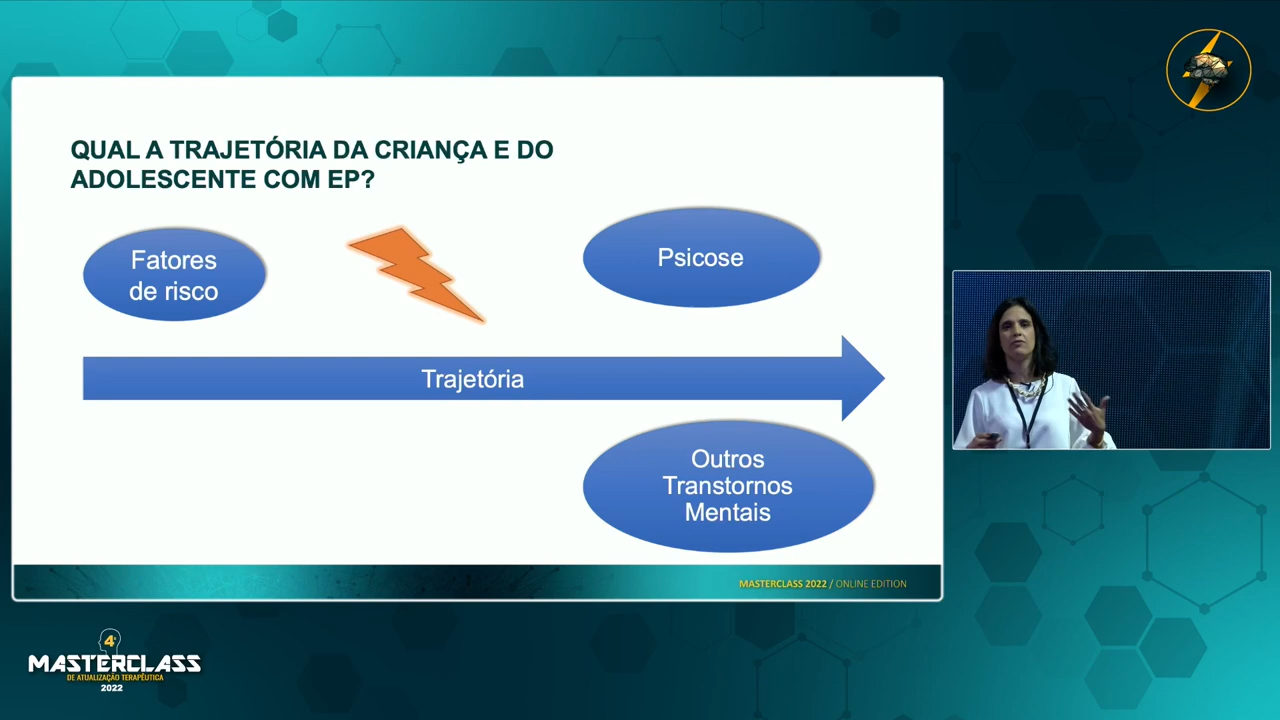 QUAL A TRAJETÓRIA DA CRIANÇA E DO
ADOLESCENTE COM EP?
Fatores
de risco
Psicose
Trajetória
Outros
Transtornos
Mentais
MASTERCLASS 2022 / ONLINE EDITION
4ª
MASTERCLASS
DE ATUALIZAÇÃO TERAPÊUTICA
2022